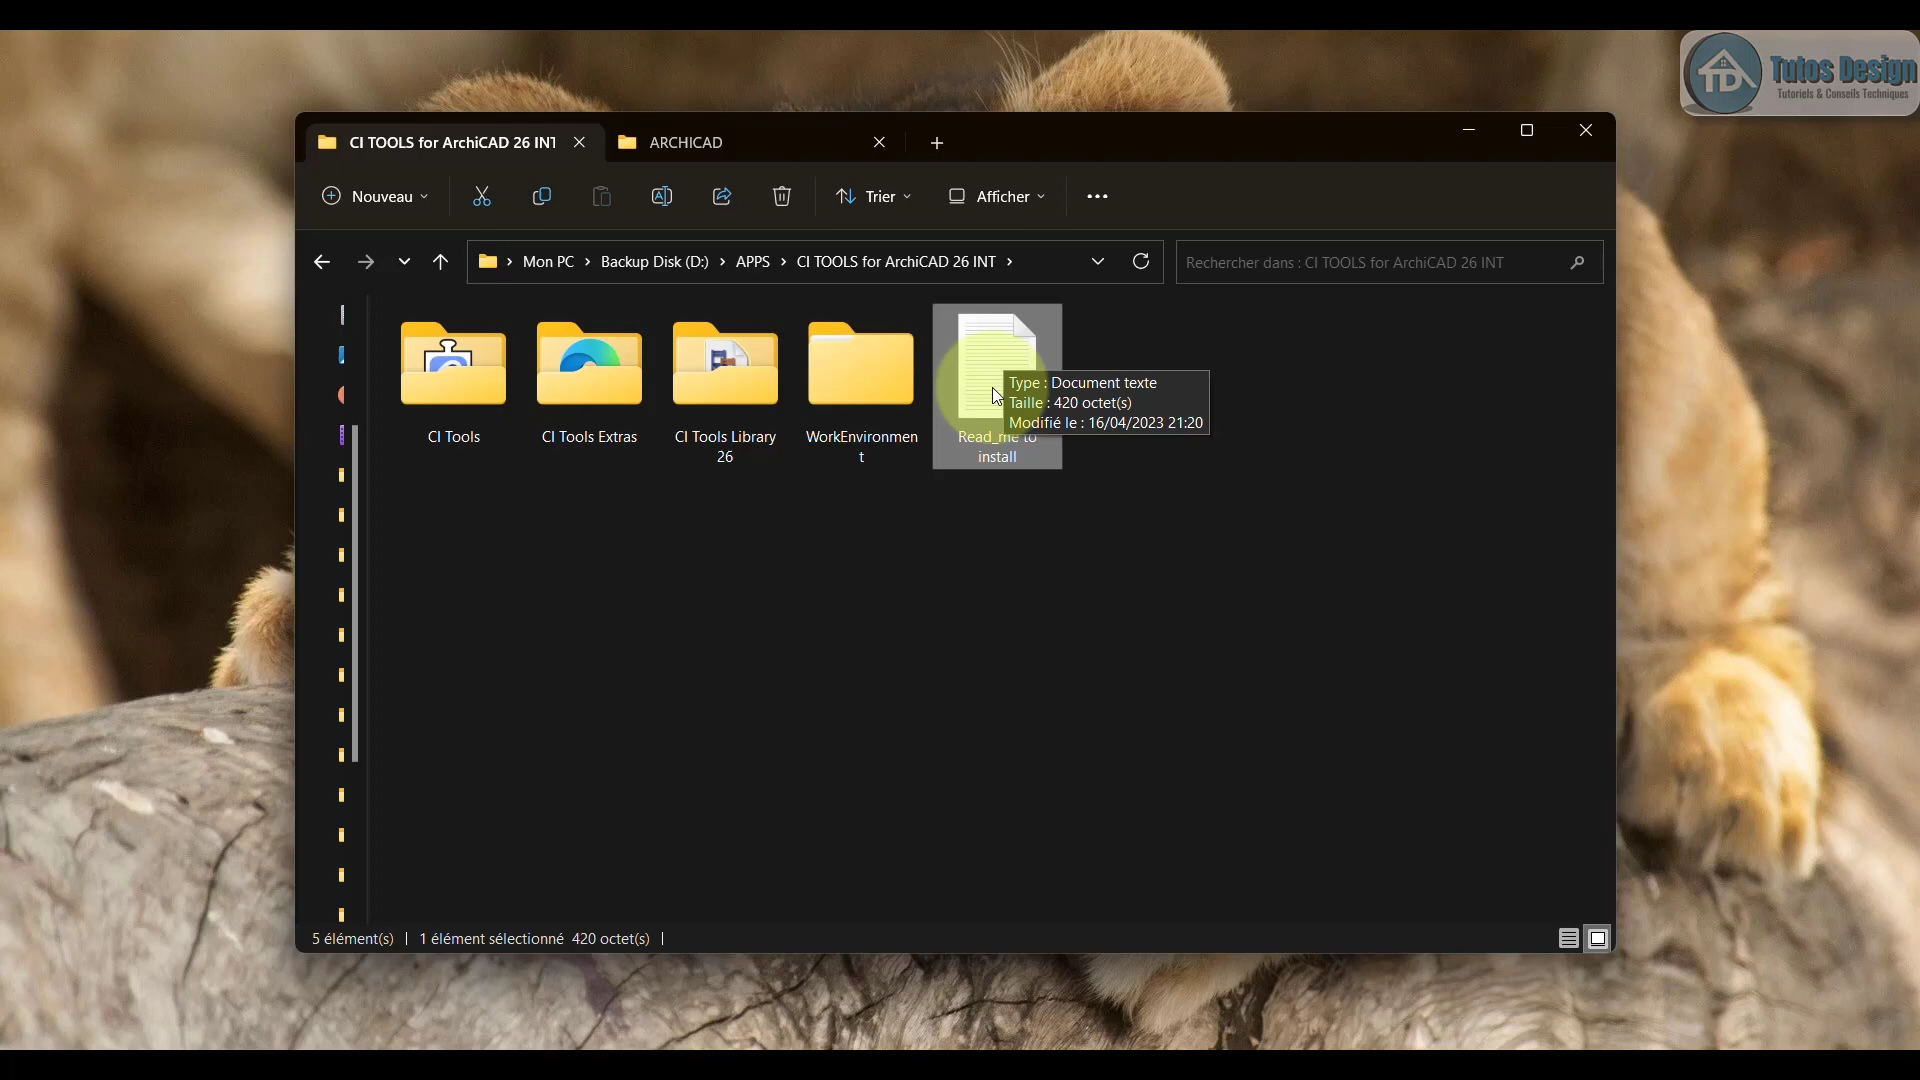 Tutos Design
Tutoriels & Conseils Techniques
CI TOOLS for ArchiCAD 26 INT
ARCHICAD
Nouveau
Trier
Afficher
Mon PC > Backup Disk (D:) > APPS > CI TOOLS for ArchiCAD 26 INT >
Rechercher dans : CI TOOLS for ArchiCAD 26 INT
Type : Document texte
Taille : 420 octet(s)
Modifié le : 16/04/2023 21:20
CI Tools
CI Tools Extras
CI Tools Library
26
WorkEnvironmen
t
Read_me to
install
5 élément(s)
1 élément sélectionné 420 octet(s)